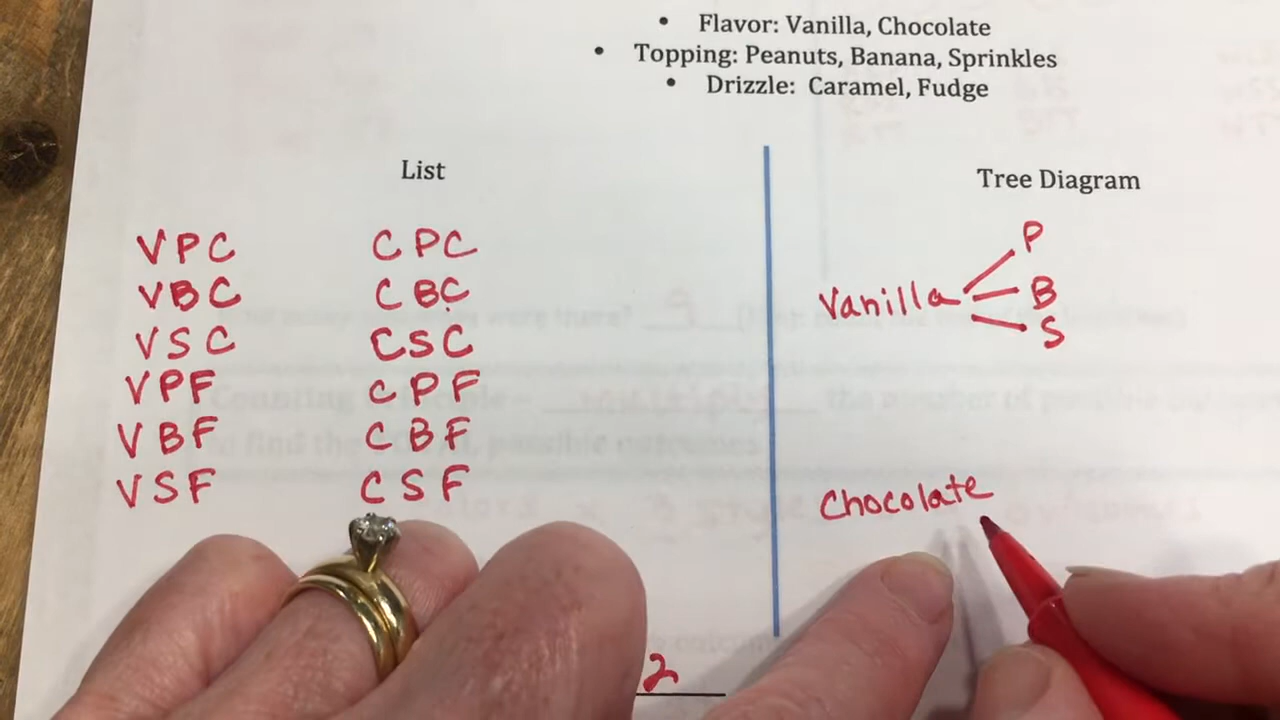 • Flavor: Vanilla, Chocolate
• Topping: Peanuts, Banana, Sprinkles
• Drizzle: Caramel, Fudge
List
VPC CPC
VBC CBC
VSC CSC
VPF CPF
VBF CBF
VSF CSF
2
Tree Diagram
P
Vanilla B
S
Chocolate